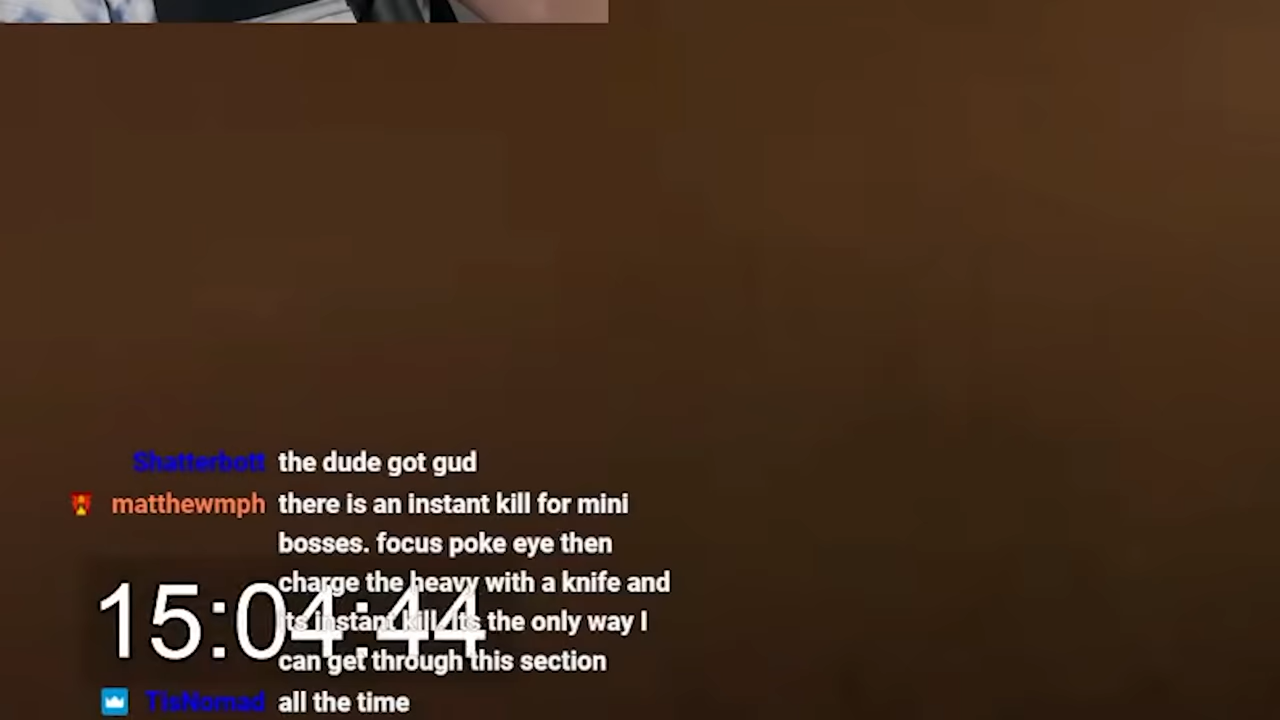 Shatterbott the dude got gud
matthewmph there is an instant kill for mini
bosses. focus poke eye then
charge the heavy with a knife and
its instant kill. its the only way I
15:04:44
can get through this section
TisNomad all the time